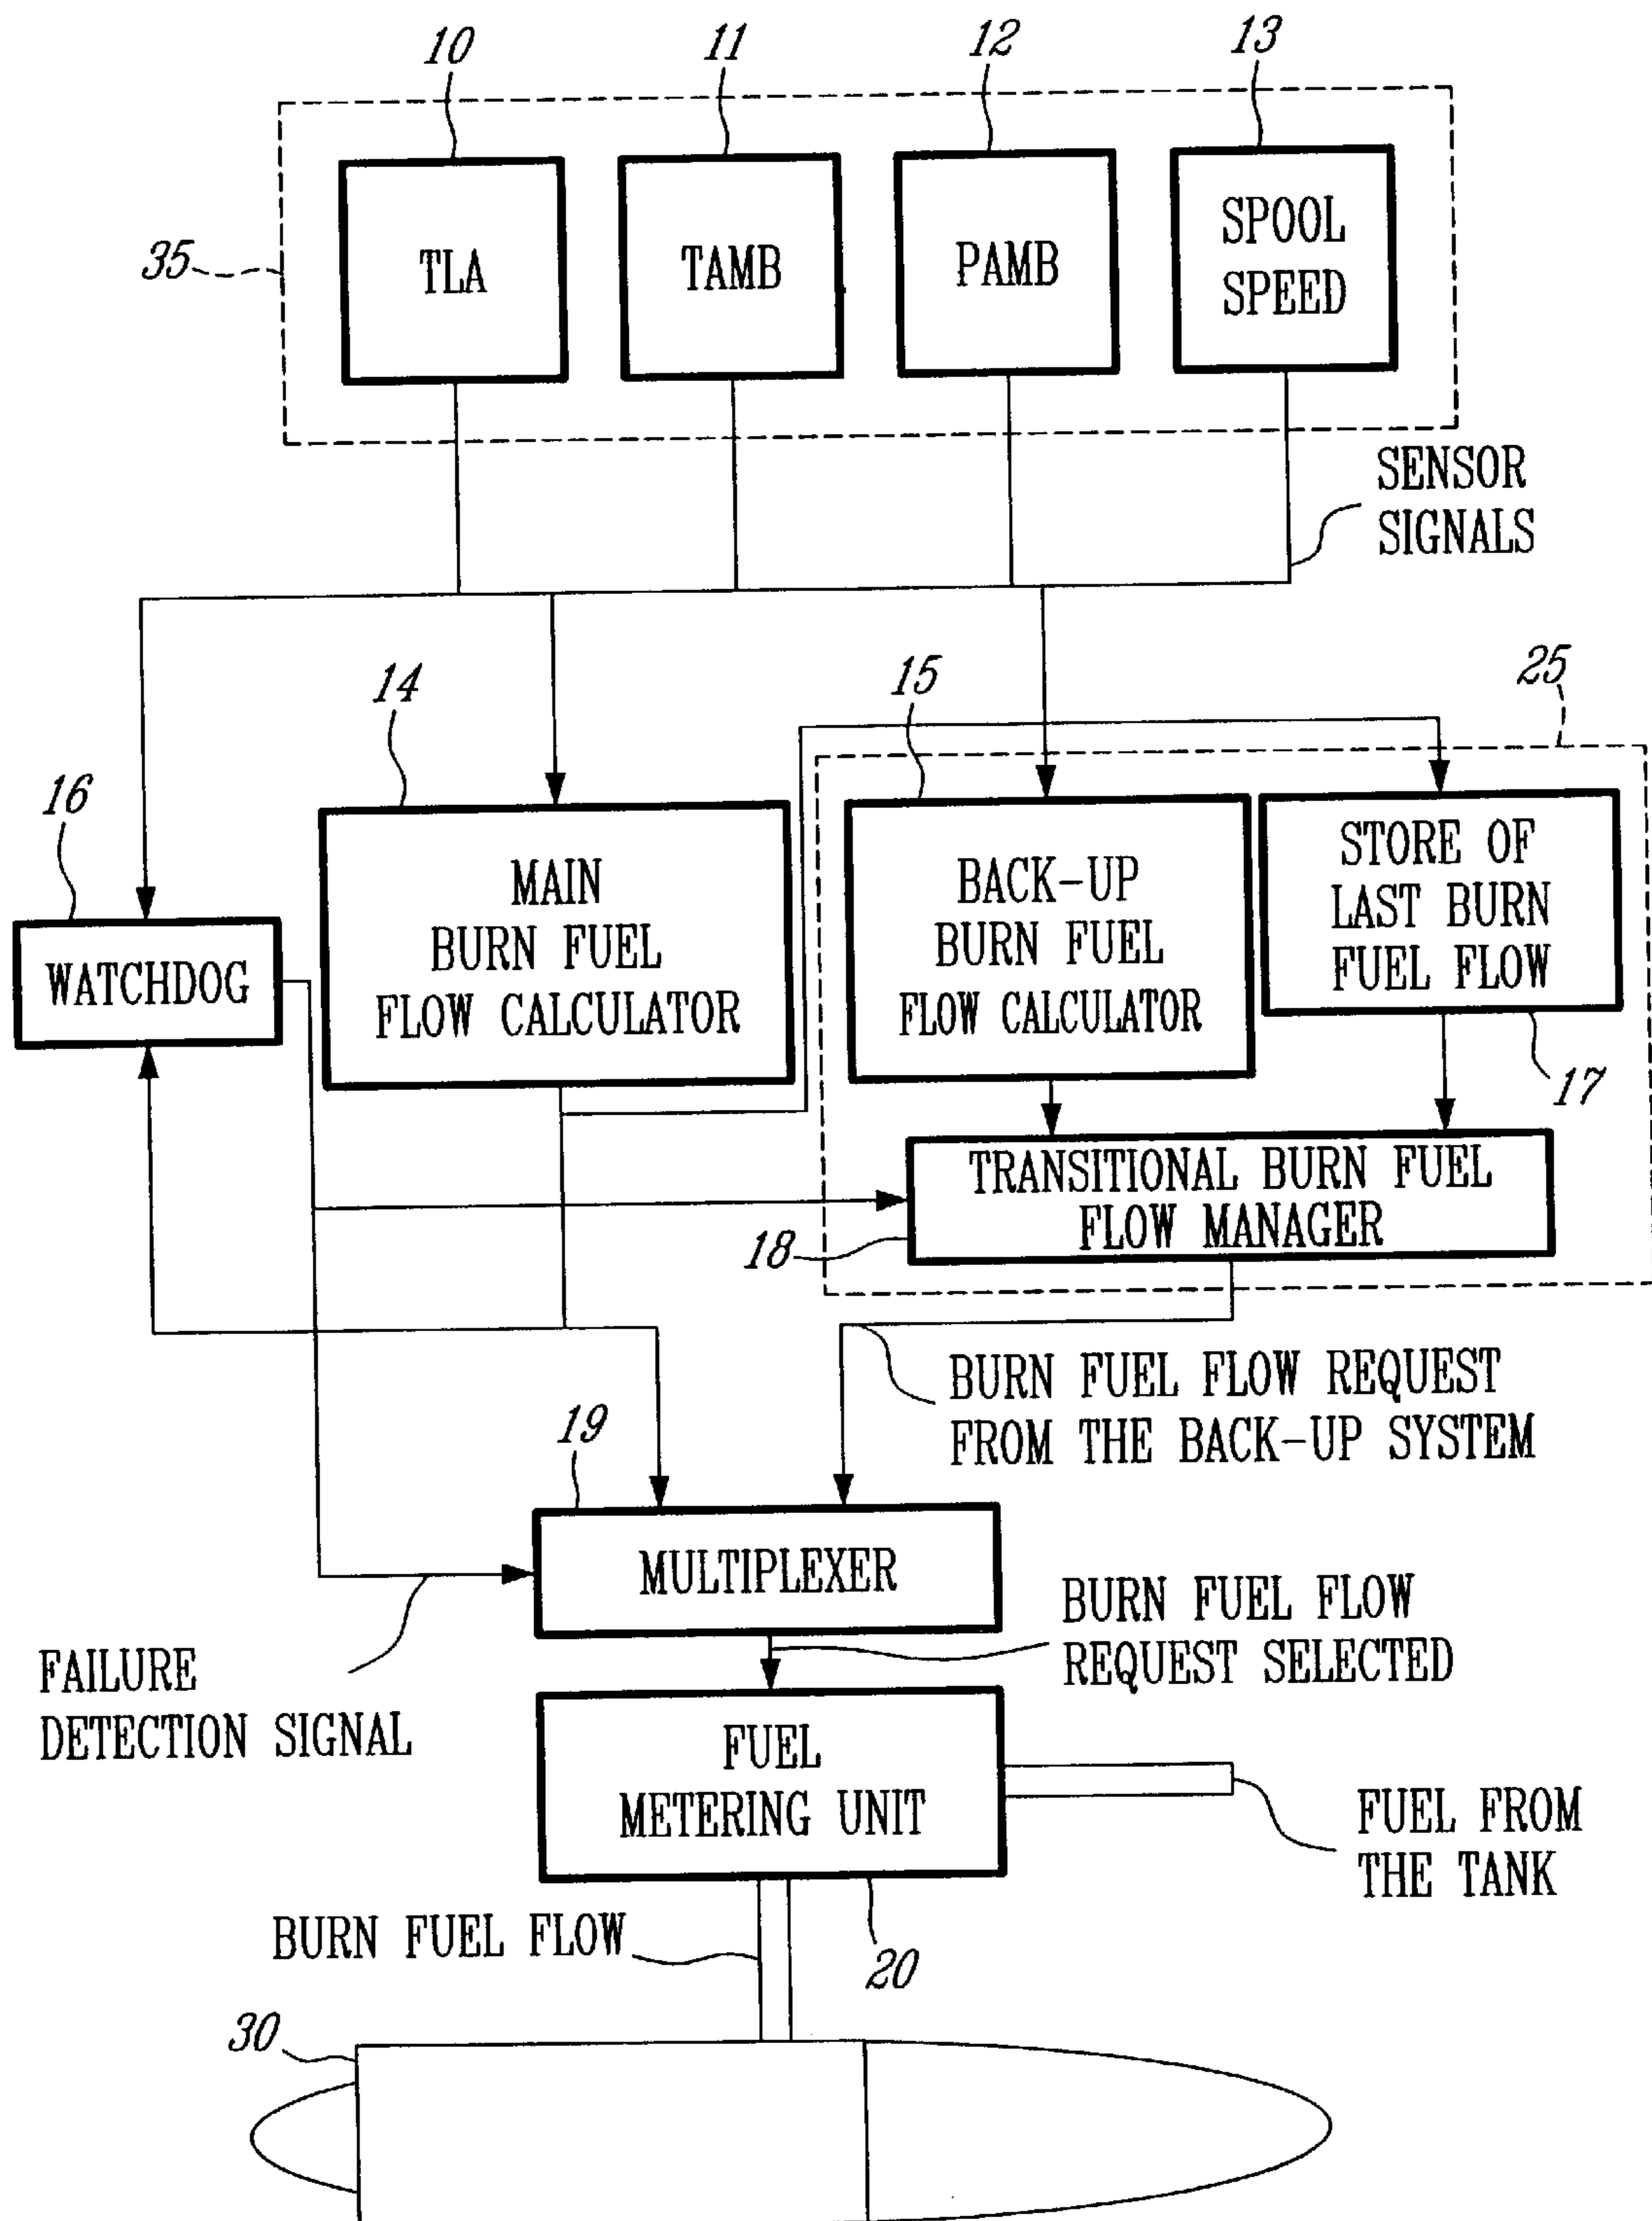 10
11
12
13
35
TLA
TAMB
PAMB
SPOOL
SPEED
SENSOR
SIGNALS
25
14
15
16
MAIN
BURN FUEL
FLOW CALCULATOR
BACK-UP
BURN FUEL
FLOW CALCULATOR
STORE OF
LAST BURN
FUEL FLOW
WATCHDOG
17
TRANSITIONAL BURN FUEL
FLOW MANAGER
18
BURN FUEL FLOW REQUEST
FROM THE BACK-UP SYSTEM
19
MULTIPLEXER
BURN FUEL FLOW
REQUEST SELECTED
FAILURE
DETECTION SIGNAL
FUEL
METERING UNIT
FUEL FROM
THE TANK
BURN FUEL FLOW
20
30